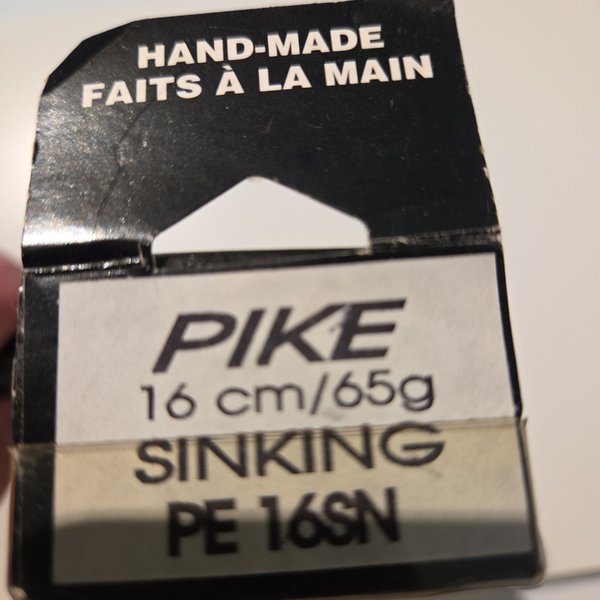 HAND-MADE
FAITS À LA MAIN
PIKE
16 cm/65g
SINKING
PE 16SN